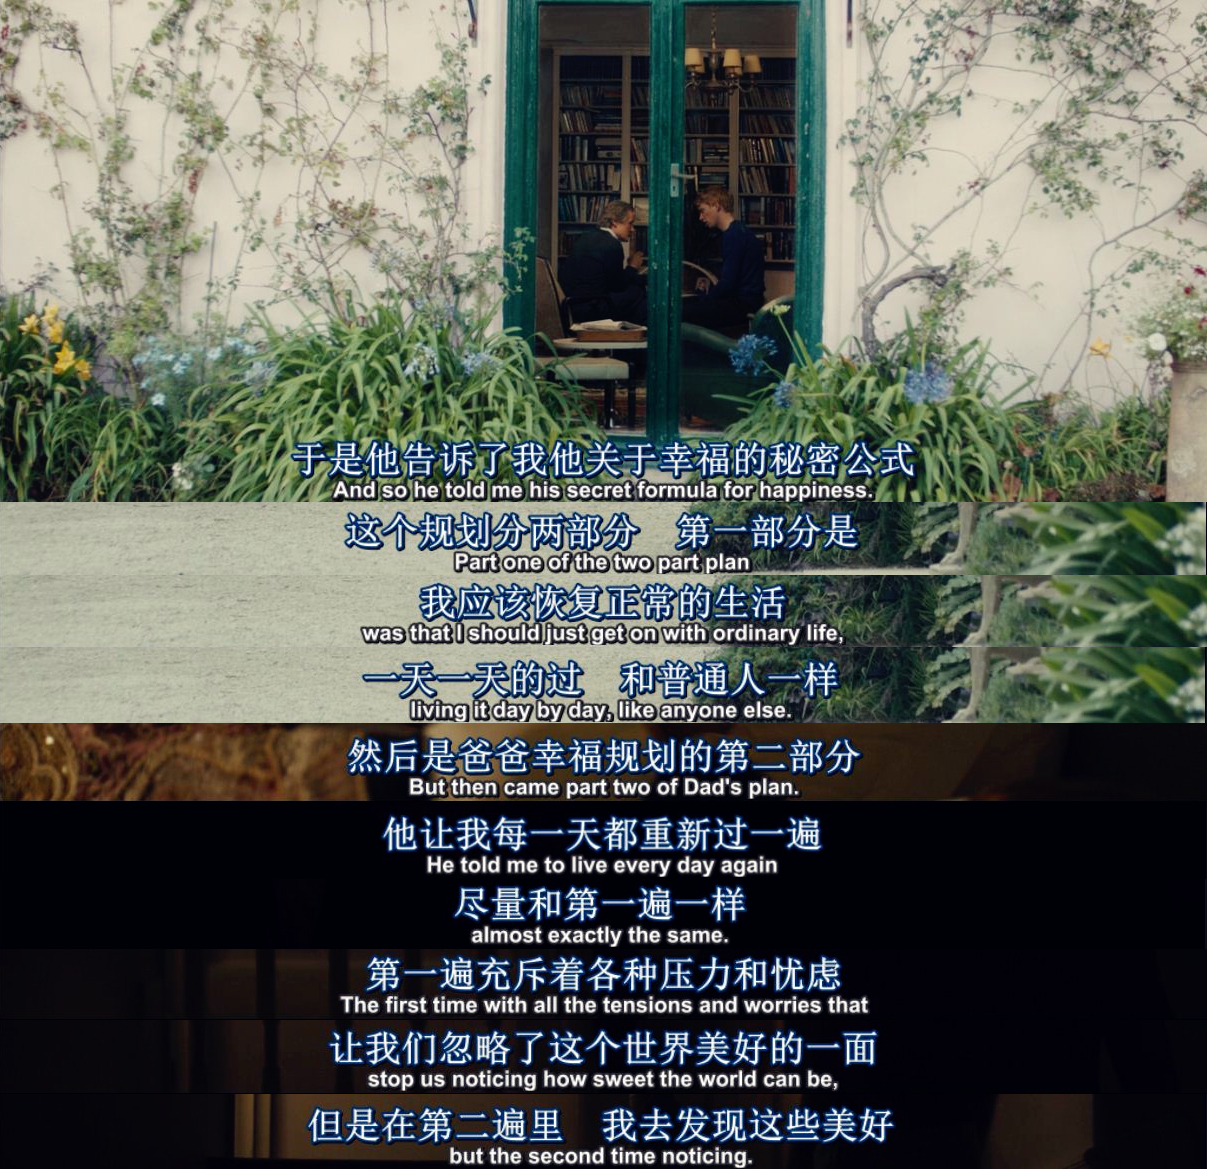 于是他告诉了我他关于幸福的秘密公式
And so he told me his secret formula for happiness.
这个规划分两部分 第一部分是
Part one of the two part plan
我应该恢复正常的生活
was that I should just get on with ordinary life,
一天一天的过 和普通人一样
living it day by day, like anyone else.
然后是爸爸幸福规划的第二部分
But then came part two of Dad's plan.
他让我每一天都重新过一遍
He told me to live every day again
尽量和第一遍一样
almost exactly the same.
第一遍充斥着各种压力和忧虑
The first time with all the tensions and worries that
让我们忽略了这个世界美好的一面
stop us noticing how sweet the world can be,
但是在第二遍里 我去发现这些美好
but the second time noticing.